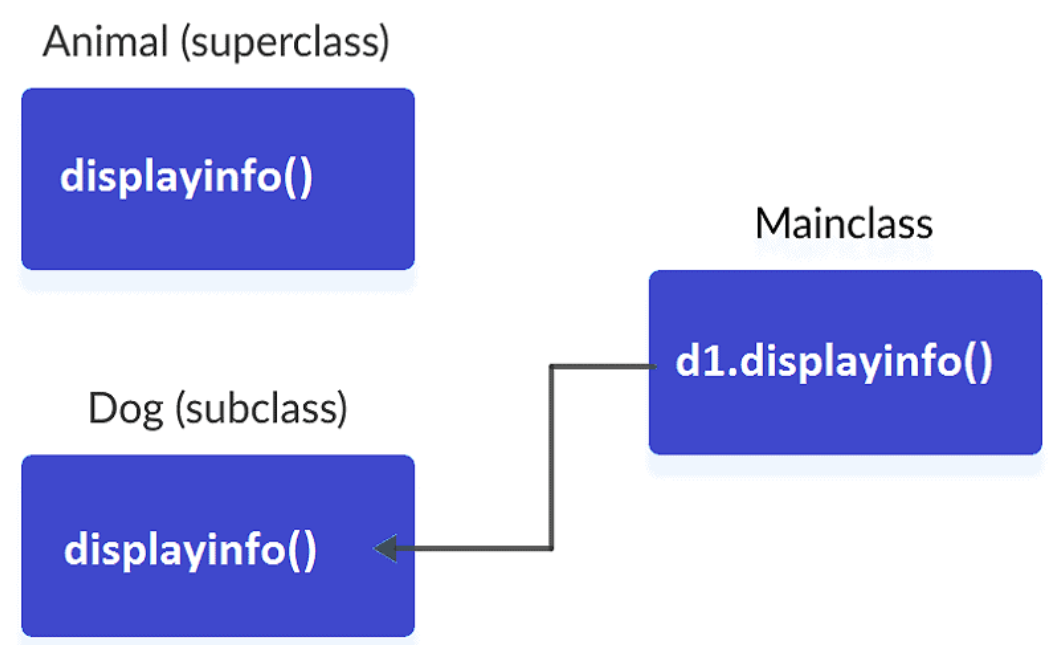 Animal (superclass)
displayinfo()
Mainclass
d1.displayinfo()
Dog (subclass)
displayinfo()